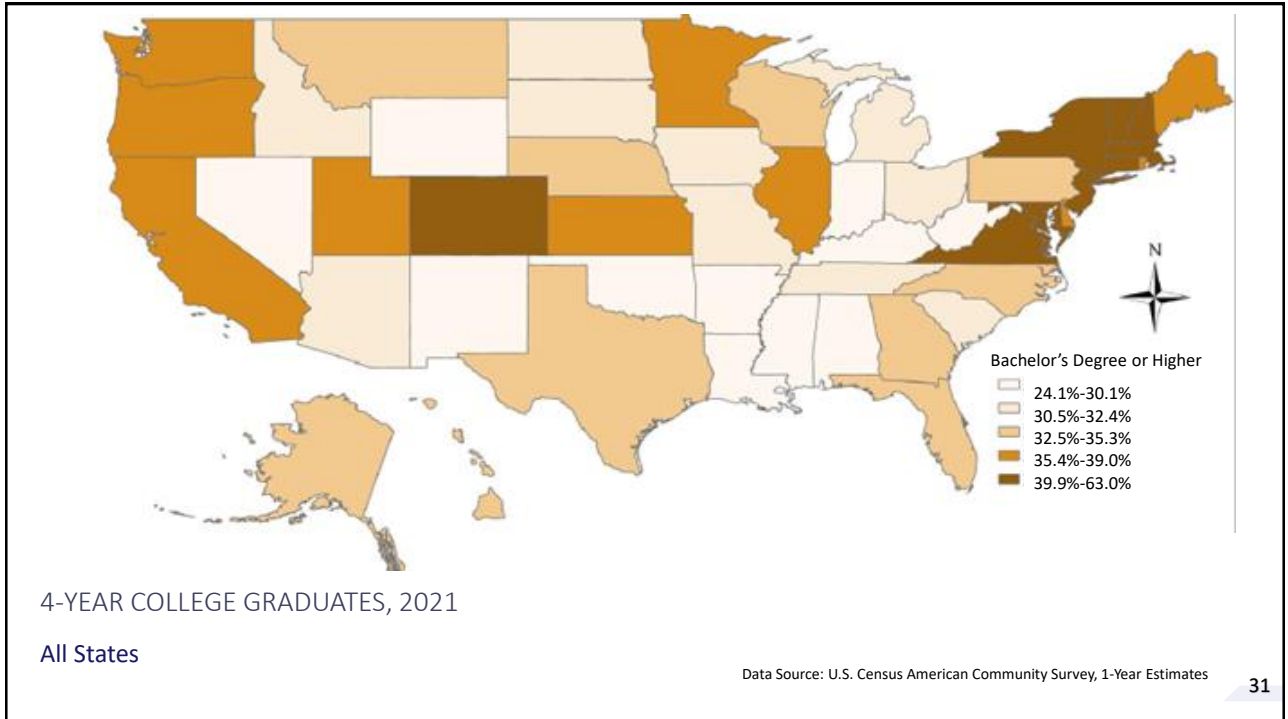 N
Bachelor’s Degree or Higher
24.1%-30.1%
30.5%-32.4%
32.5%-35.3%
35.4%-39.0%
39.9%-63.0%
4-YEAR COLLEGE GRADUATES, 2021
All States
Data Source: U.S. Census American Community Survey, 1-Year Estimates
31